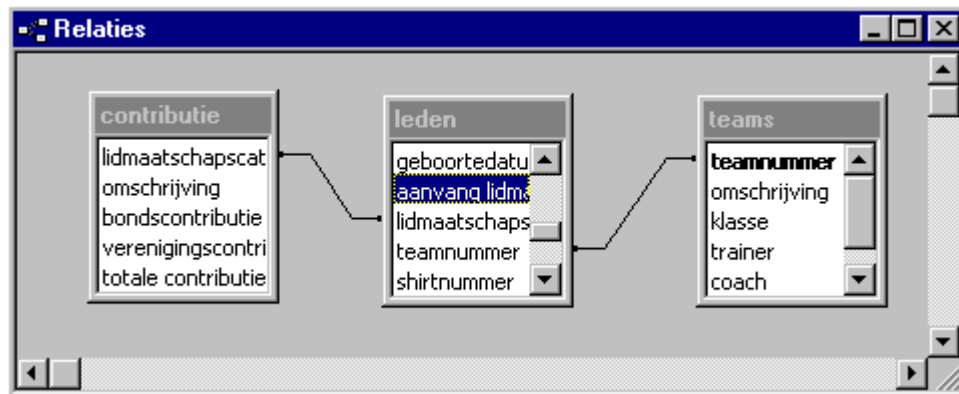 Relaties
contributie
lidmaatschapscat
omschrijving
bondscontributie
verenigingscontri
totale contributie
leden
geboortedatu
aanvang lidma
lidmaatschaps
teamnummer
shirtnummer
teams
teamnummer
omschrijving
klasse
trainer
coach